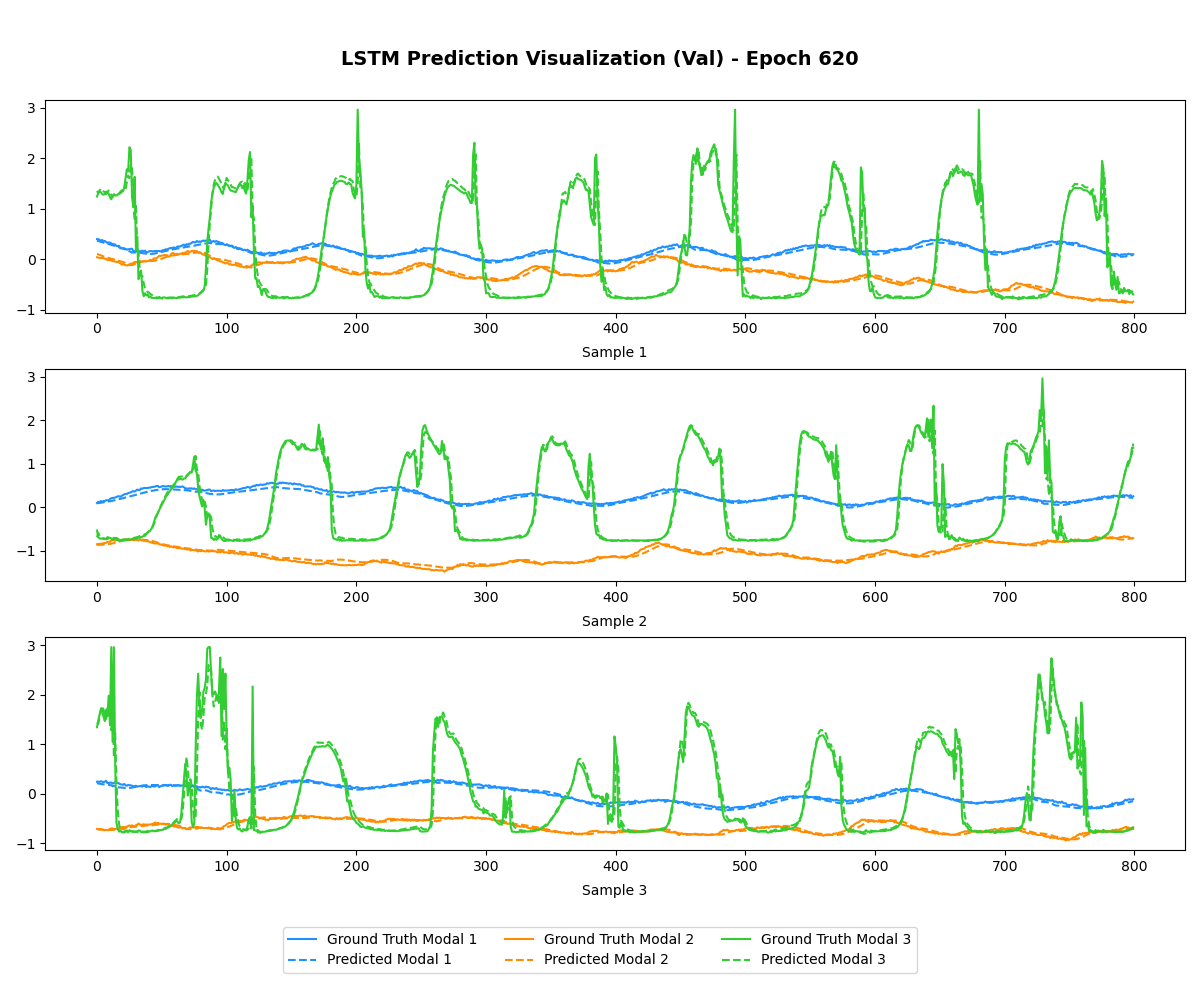 LSTM Prediction Visualization (Val) - Epoch 620
3
2
1
0
−1
0 100 200 300 400 500 600 700 800
Sample 1
3
2
1
0
−1
0 100 200 300 400 500 600 700 800
Sample 2
3
2
1
0
−1
0 100 200 300 400 500 600 700 800
Sample 3
Ground Truth Modal 1 Ground Truth Modal 2 Ground Truth Modal 3
Predicted Modal 1 Predicted Modal 2 Predicted Modal 3